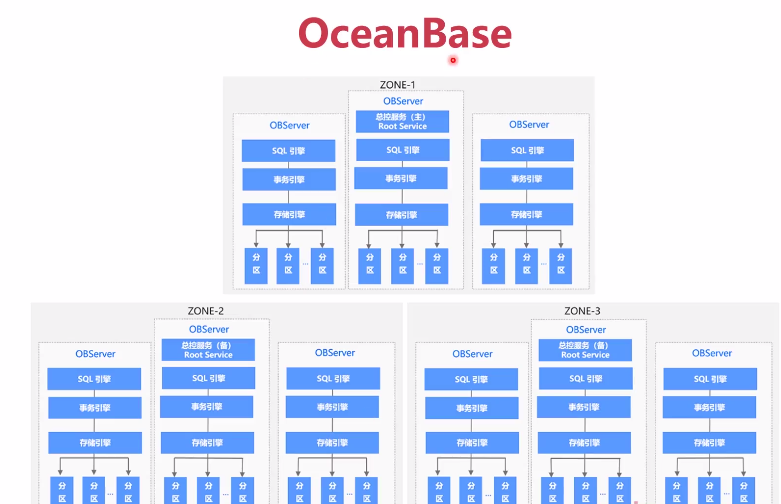 OceanBase
ZONE-1
OBServer
SQL 引擎
事务引擎
存储引擎
分区 分区 ... 分区
OBServer
总控服务（主）
Root Service
SQL 引擎
事务引擎
存储引擎
分区 分区 ... 分区
OBServer
SQL 引擎
事务引擎
存储引擎
分区 分区 ... 分区
ZONE-2
OBServer
SQL 引擎
事务引擎
存储引擎
分区 分区 ... 分区
OBServer
总控服务（备）
Root Service
SQL 引擎
事务引擎
存储引擎
分区 分区 ... 分区
OBServer
SQL 引擎
事务引擎
存储引擎
分区 分区 ... 分区
ZONE-3
OBServer
SQL 引擎
事务引擎
存储引擎
分区 分区 ... 分区
OBServer
总控服务（备）
Root Service
SQL 引擎
事务引擎
存储引擎
分区 分区 ... 分区
OBServer
SQL 引擎
事务引擎
存储引擎
分区 分区 ... 分区